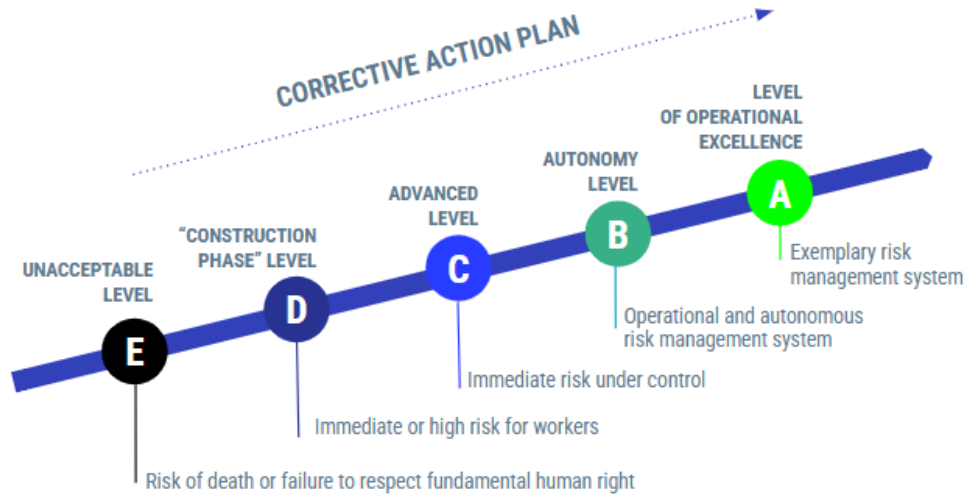 CORRECTIVE ACTION PLAN
LEVEL
OF OPERATIONAL
EXCELLENCE
A
Exemplary risk
management system
AUTONOMY
LEVEL
B
Operational and autonomous
risk management system
ADVANCED
LEVEL
C
Immediate risk under control
“CONSTRUCTION
PHASE” LEVEL
D
Immediate or high risk for workers
UNACCEPTABLE
LEVEL
E
Risk of death or failure to respect fundamental human right